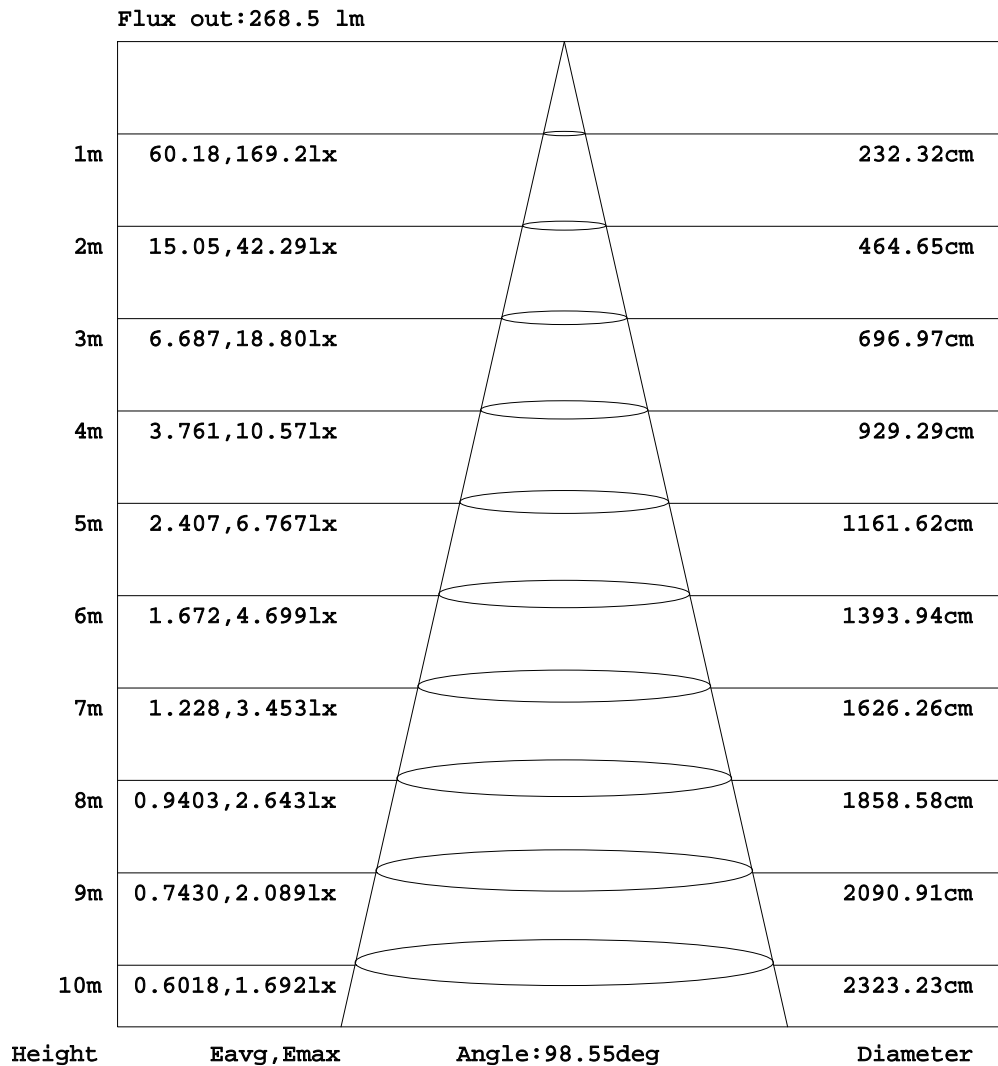 Flux out:268.5 lm
1m 60.18,169.2lx 232.32cm
2m 15.05,42.29lx 464.65cm
3m 6.687,18.80lx 696.97cm
4m 3.761,10.57lx 929.29cm
5m 2.407,6.767lx 1161.62cm
6m 1.672,4.699lx 1393.94cm
7m 1.228,3.453lx 1626.26cm
8m 0.9403,2.643lx 1858.58cm
9m 0.7430,2.089lx 2090.91cm
10m 0.6018,1.692lx 2323.23cm
Height Eavg,Emax Angle:98.55deg Diameter